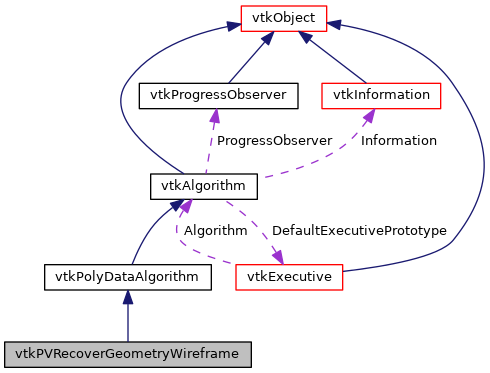 vtkObject
vtkProgressObserver
vtkInformation
ProgressObserver
Information
vtkAlgorithm
Algorithm
DefaultExecutivePrototype
vtkPolyDataAlgorithm
vtkExecutive
vtkPVRecoverGeometryWireframe